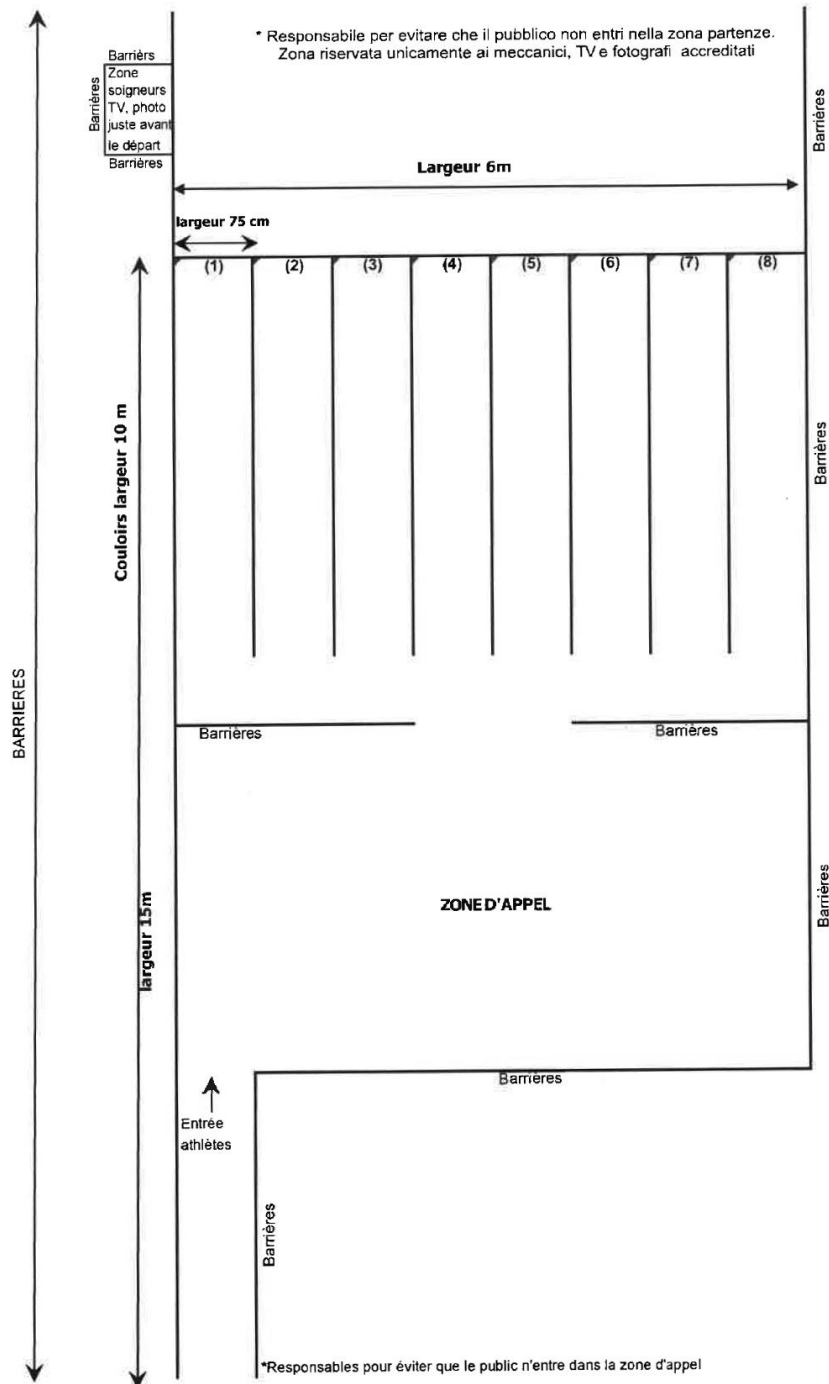 * Responsabile per evitare che il pubblico non entri nella zona partenze.
Zona riservata unicamente ai meccanici, TV e fotografi accreditati
Barrièrs
Barrières
Zone
soigneurs
TV, photo
juste avant
le départ
Barrières
Barrières
Largeur 6m
largeur 75 cm
(1) (2) (3) (4) (5) (6) (7) (8)
Couloirs largeur 10 m
Barrières
BARRIERES
Barrières
Barrières
largeur 15m
ZONE D'APPEL
Barrières
Barrières
Entrée
athlètes
Barrières
*Responsables pour éviter que le public n'entre dans la zone d'appel